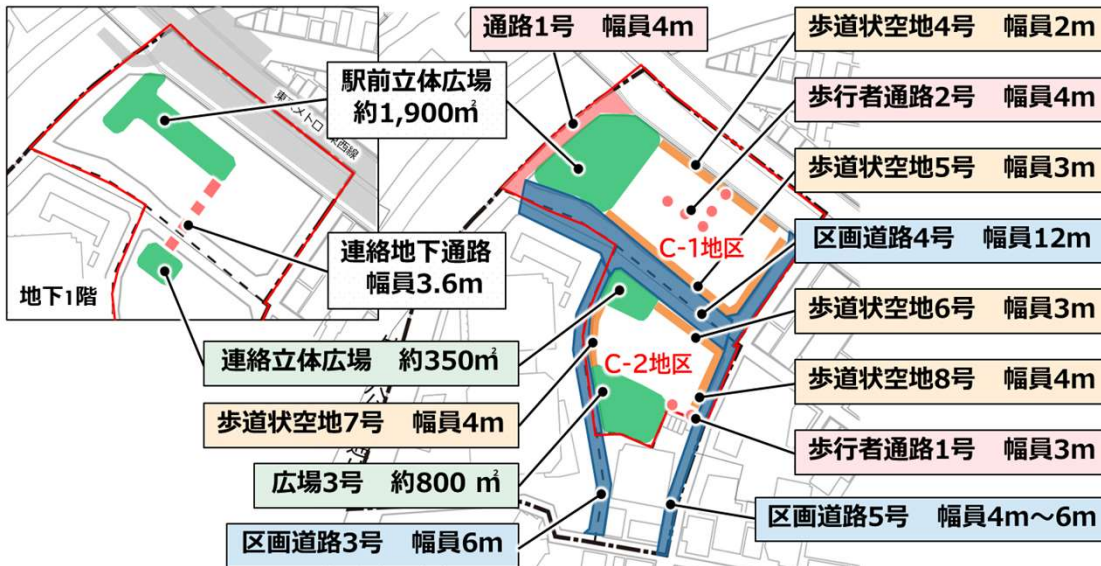 通路1号　幅員4m
歩道状空地4号　幅員2m
駅前立体広場
約1,900㎡
歩行者通路2号　幅員4m
歩道状空地5号　幅員3m
区画道路4号　幅員12m
C-1地区
連絡地下通路
幅員3.6m
地下1階
歩道状空地6号　幅員3m
連絡立体広場　約350㎡
C-2地区
歩道状空地8号　幅員4m
歩道状空地7号　幅員4m
歩行者通路1号　幅員3m
広場3号　約800 ㎡
区画道路5号　幅員4m～6m
区画道路3号　幅員6m